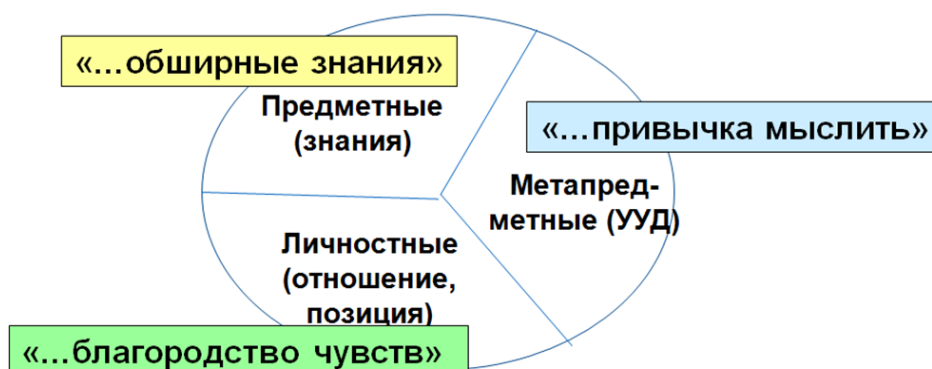 «...обширные знания»
Предметные
(знания)
«...привычка мыслить»
Метапред-
метные (УУД)
Личностные
(отношение,
позиция)
«...благородство чувств»